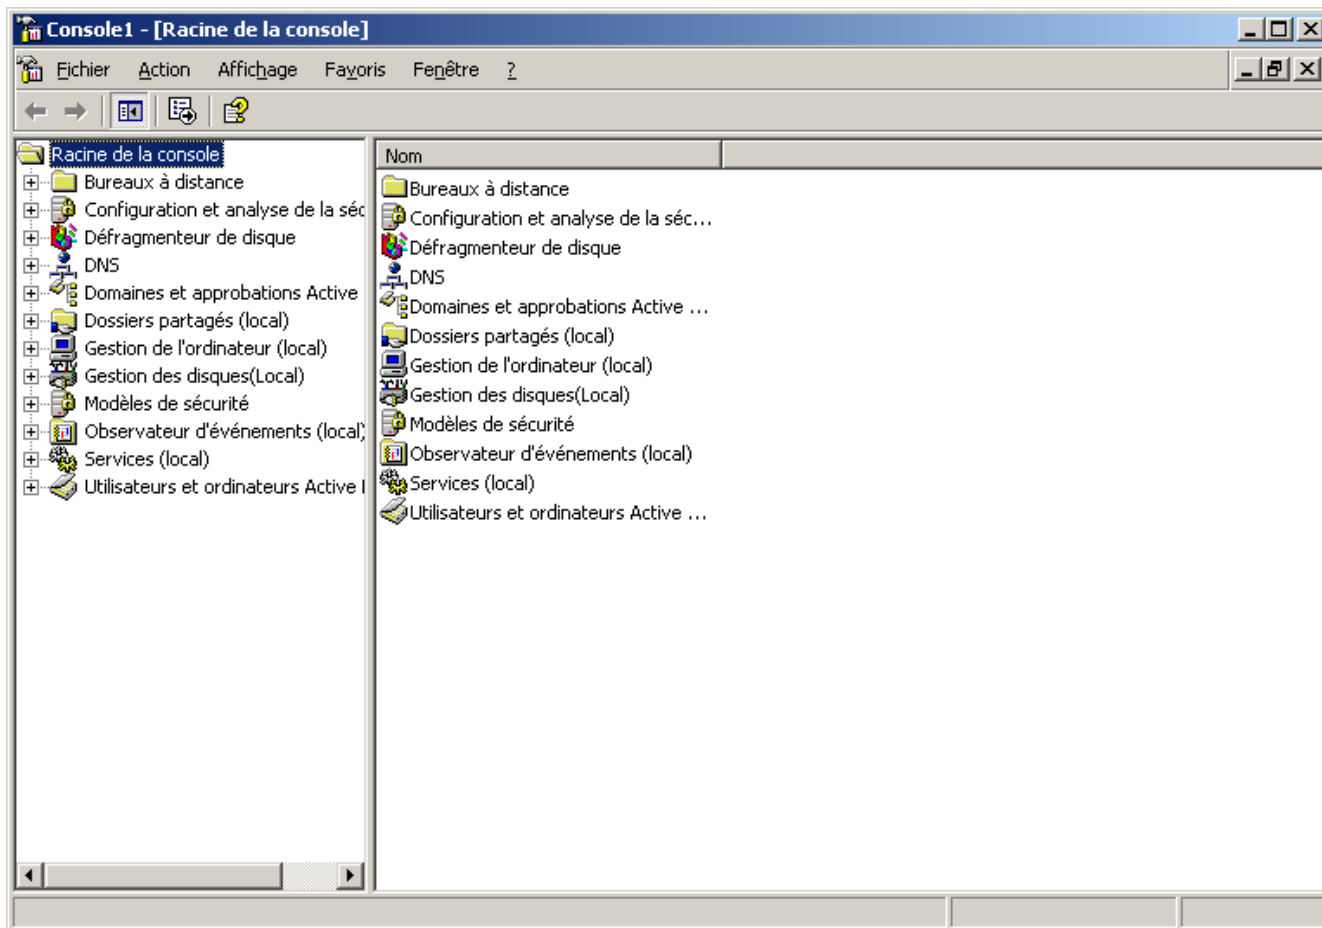 Console1 - [Racine de la console]
Fichier Action Affichage Favoris Fenêtre ?
Racine de la console
Bureaux à distance
Configuration et analyse de la séc
Défragmenteur de disque
DNS
Domaines et approbations Active
Dossiers partagés (local)
Gestion de l'ordinateur (local)
Gestion des disques(Local)
Modèles de sécurité
Observateur d'événements (local)
Services (local)
Utilisateurs et ordinateurs Active
Nom
Bureaux à distance
Configuration et analyse de la séc...
Défragmenteur de disque
DNS
Domaines et approbations Active ...
Dossiers partagés (local)
Gestion de l'ordinateur (local)
Gestion des disques(Local)
Modèles de sécurité
Observateur d'événements (local)
Services (local)
Utilisateurs et ordinateurs Active ...